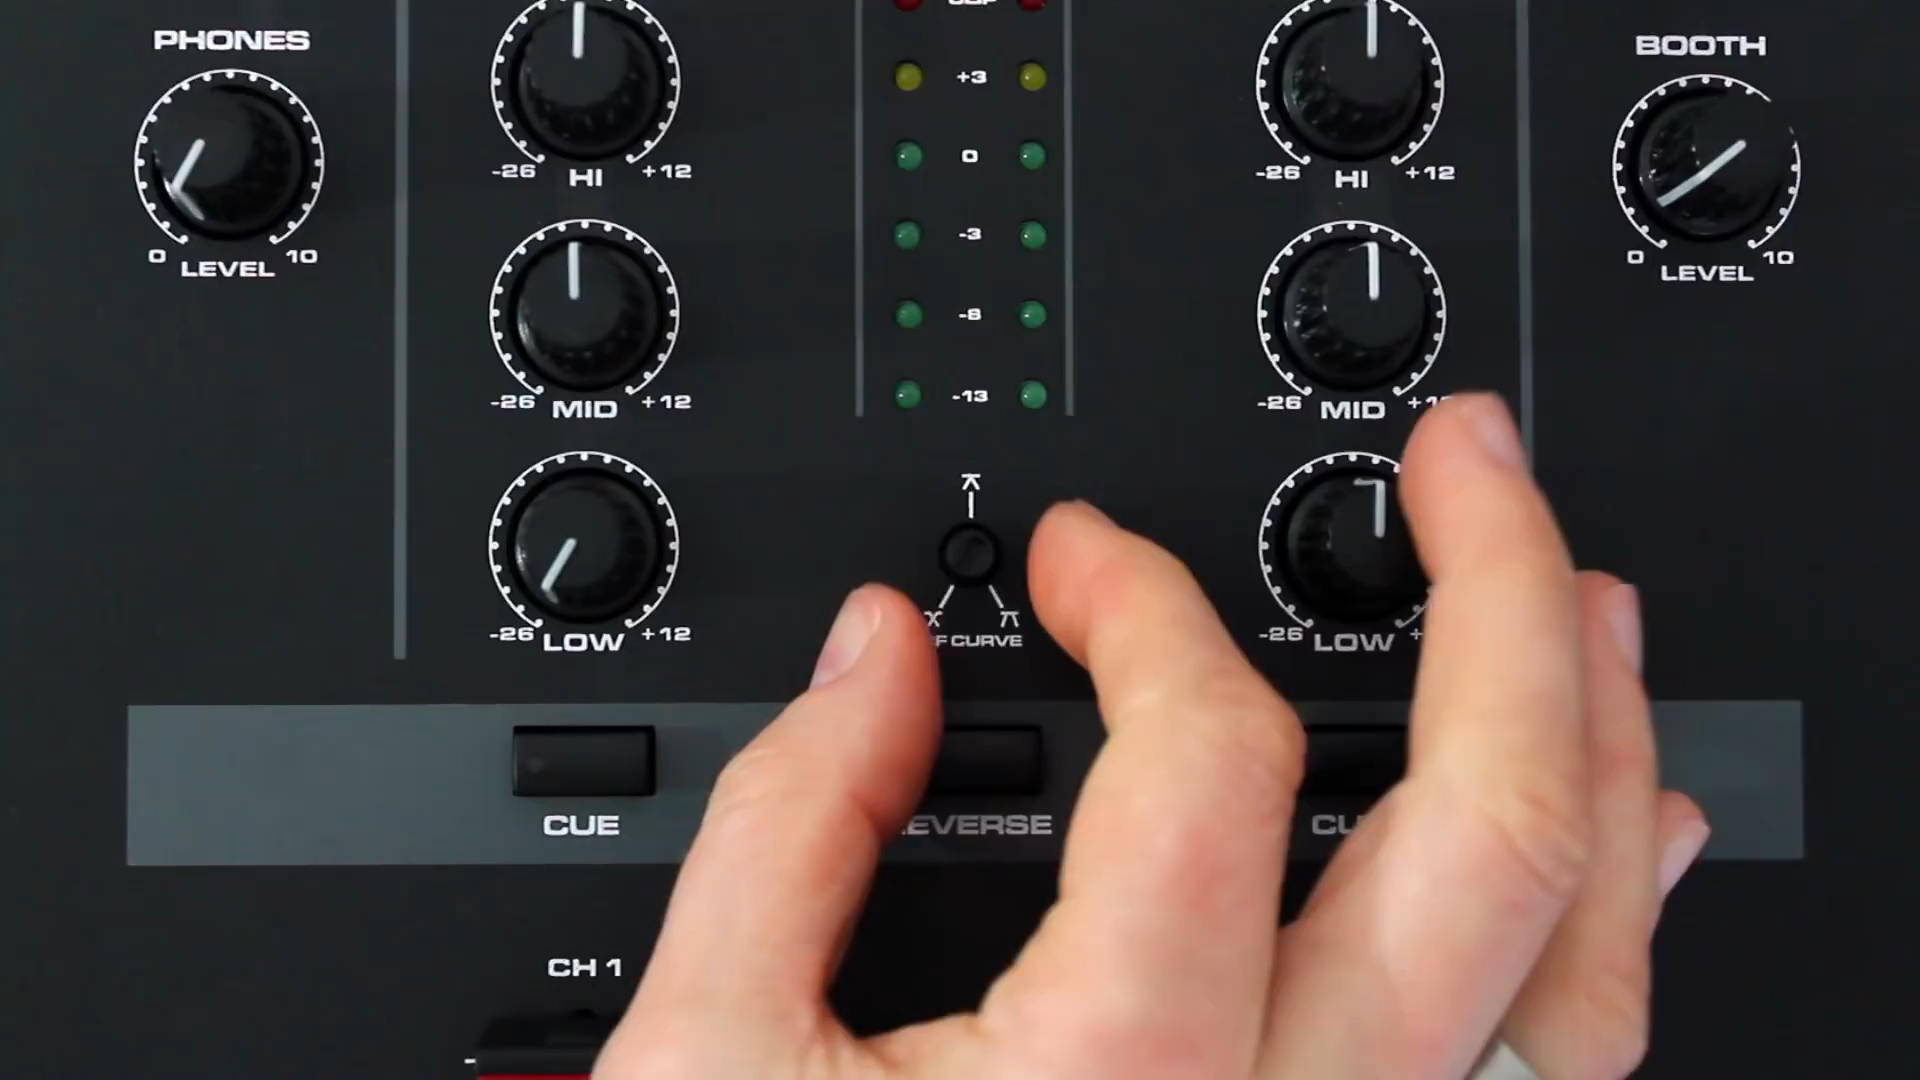 PHONES
0
LEVEL
10
-26
HI
+12
-26
MID
+12
-26
LOW
+12
+3
0
-3
-8
-13
CURVE
-26
HI
+12
-26
MID
-26
LOW
BOOTH
0
LEVEL
10
CUE
CH 1